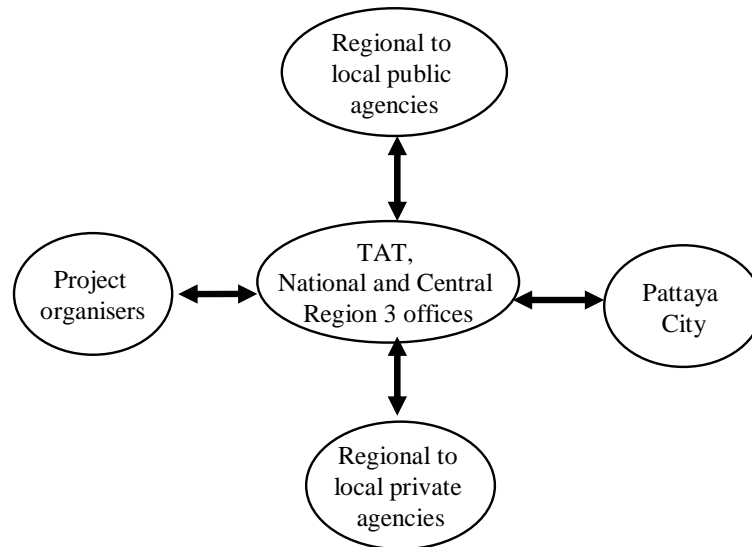 Regional to
local public
agencies
TAT,
National and Central
Region 3 offices
Project
organisers
Pattaya
City
Regional to
local private
agencies